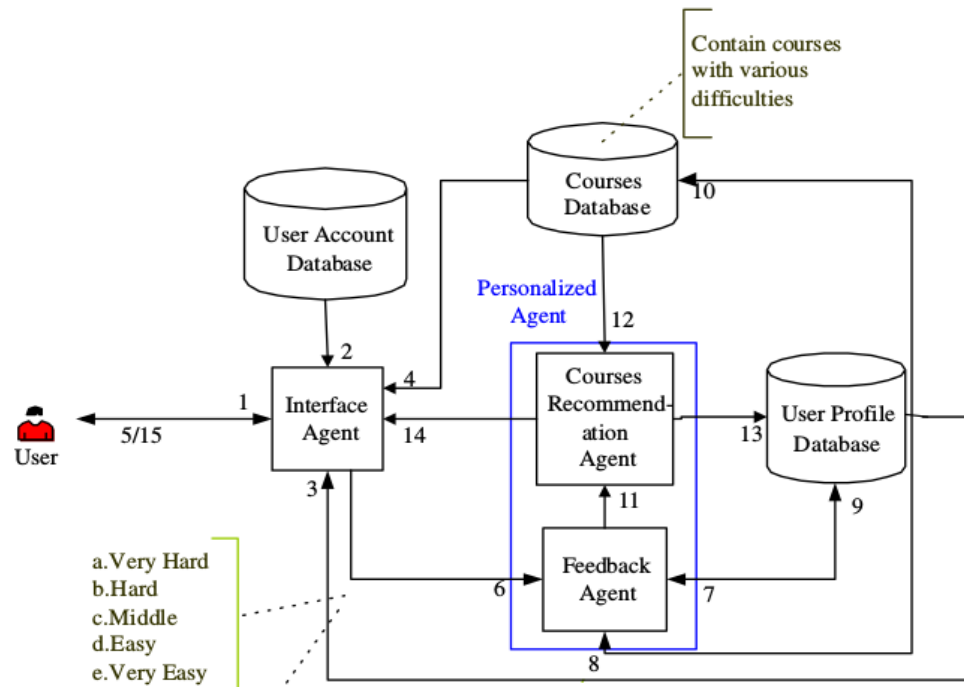 Contain courses
with various
difficulties
Courses
Database
10
User Account
Database
Personalized
Agent
12
2
4
1
Interface
Agent
Courses
Recommend-
ation
Agent
User Profile
Database
5/15
14
13
User
3
11
9
a.Very Hard
b.Hard
c.Middle
d.Easy
e.Very Easy
6
Feedback
Agent
7
8